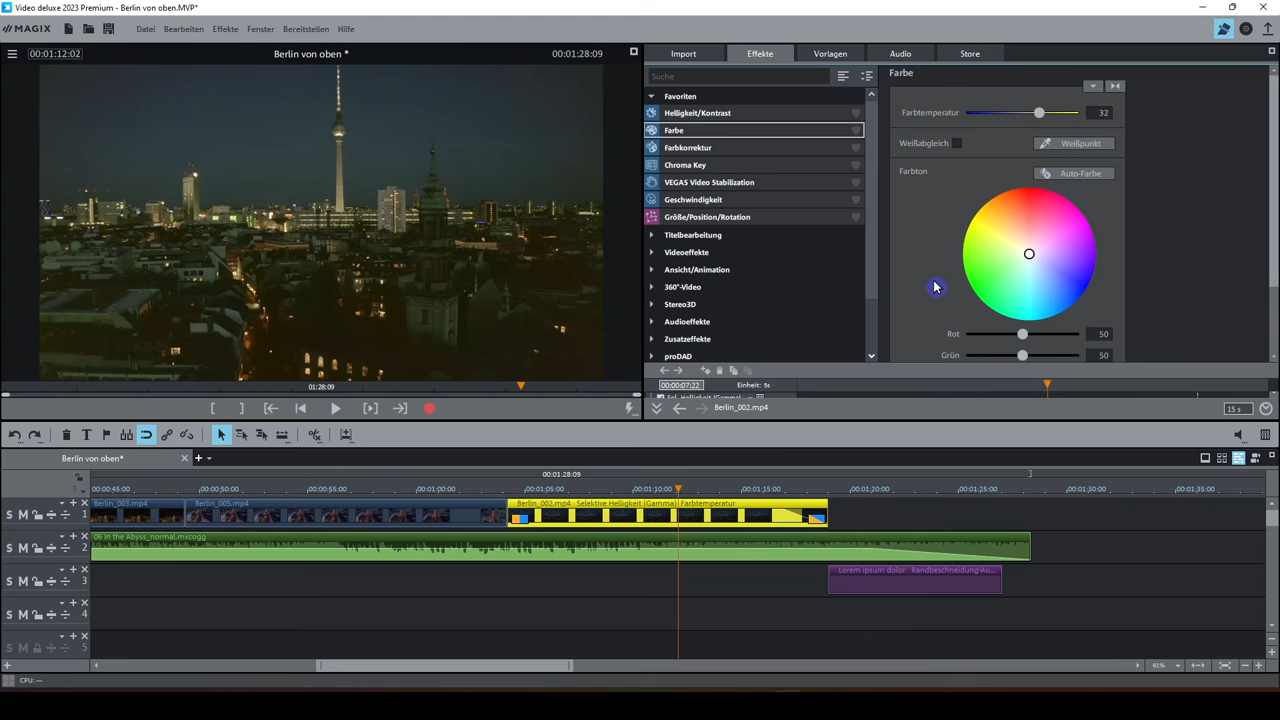 Video deluxe 2023 Premium - Berlin von oben.MVP*
MAGIX Datei Bearbeiten Effekte Fenster Bereitstellen Hilfe
00:01:12:02 Berlin von oben * 00:01:28:09
Import Effekte Vorlagen Audio Store
Suche
Favoriten
Helligkeit/Kontrast
Farbe
Farbkorrektur
Chroma Key
VEGAS Video Stabilization
Geschwindigkeit
Größe/Position/Rotation
Titelbearbeitung
Videoeffekte
Ansicht/Animation
360°-Video
Stereo3D
Audioeffekte
Zusatzeffekte
proDAD
Farbe
Farbtemperatur 32
Weißabgleich Weißpunkt
Farbton Auto-Farbe
Rot 50
Grün 50
00:00:07:22 Einheit: 5s
Sel. Helligkeit (Gamma)
Berlin_002.mp4 15 s
01:28:09
Berlin von oben*
00:01:28:09
00:00:45:00 00:00:50:00 00:00:55:00 00:01:00:00 00:01:05:00 00:01:10:00 00:01:15:00 00:01:20:00 00:01:25:00 00:01:30:00 00:01:35:00
S M 1 Berlin_003.mp4 Berlin_005.mp4 Berlin_002.mp4 Selektive Helligkeit (Gamma) Farbtemperatur
S M 2 06 In the Abyss_normal.mxcogg
S M 3 Lorem ipsum dolor Randbeschneidung-Au...
S M 4
S M 5
61%
CPU: —